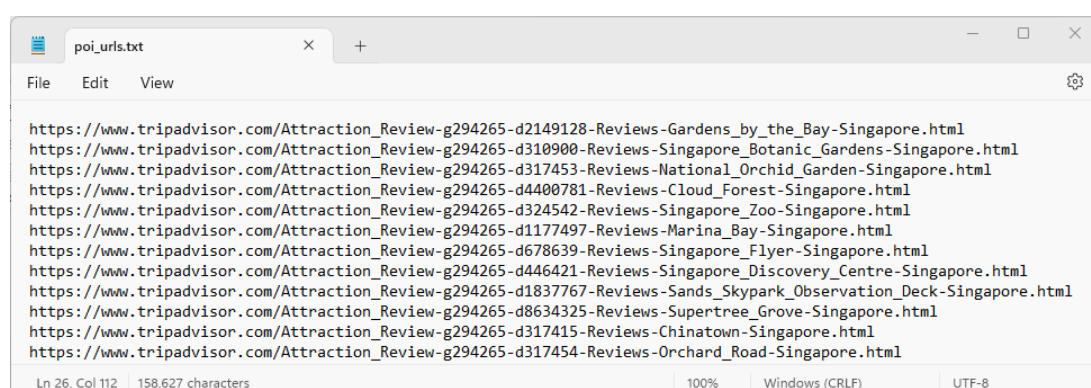 poi_urls.txt
File Edit View
https://www.tripadvisor.com/Attraction_Review-g294265-d2149128-Reviews-Gardens_by_the_Bay-Singapore.html
https://www.tripadvisor.com/Attraction_Review-g294265-d310900-Reviews-Singapore_Botanic_Gardens-Singapore.html
https://www.tripadvisor.com/Attraction_Review-g294265-d317453-Reviews-National_Orchid_Garden-Singapore.html
https://www.tripadvisor.com/Attraction_Review-g294265-d4400781-Reviews-Cloud_Forest-Singapore.html
https://www.tripadvisor.com/Attraction_Review-g294265-d324542-Reviews-Singapore_Zoo-Singapore.html
https://www.tripadvisor.com/Attraction_Review-g294265-d1177497-Reviews-Marina_Bay-Singapore.html
https://www.tripadvisor.com/Attraction_Review-g294265-d678639-Reviews-Singapore_Flyer-Singapore.html
https://www.tripadvisor.com/Attraction_Review-g294265-d446421-Reviews-Singapore_Discovery_Centre-Singapore.html
https://www.tripadvisor.com/Attraction_Review-g294265-d1837767-Reviews-Sands_Skypark_Observation_Deck-Singapore.html
https://www.tripadvisor.com/Attraction_Review-g294265-d8634325-Reviews-Supertree_Grove-Singapore.html
https://www.tripadvisor.com/Attraction_Review-g294265-d317415-Reviews-Chinatown-Singapore.html
https://www.tripadvisor.com/Attraction_Review-g294265-d317454-Reviews-Orchard_Road-Singapore.html
Ln 26, Col 112 158.627 characters 100% Windows (CRLF) UTF-8